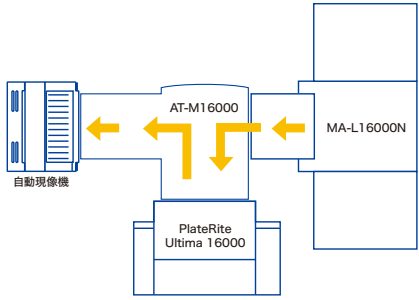 AT-M16000
MA-L16000N
自動現像機
PlateRite
Ultima 16000